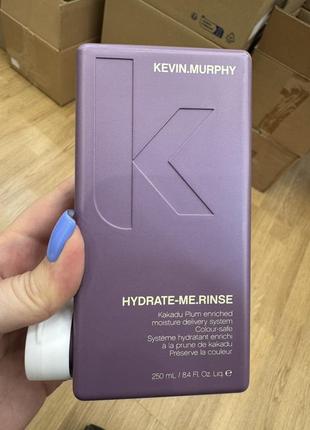 KEVIN.MURPHY
K
HYDRATE-ME.RINSE
Kakadu Plum enriched
moisture delivery system
Colour-safe
Système hydratant enrichi
à la prune de kakadu
Préserve la couleur
250 mL / 8.4 Fl. Oz. Liq. e